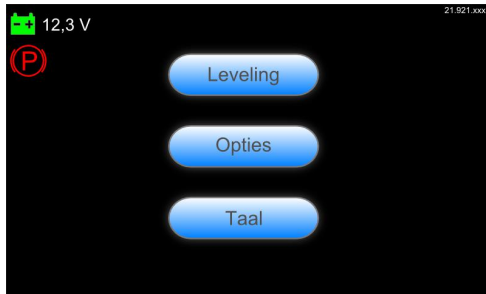 21.921.xxx
12,3 V
P
Leveling
Opties
Taal